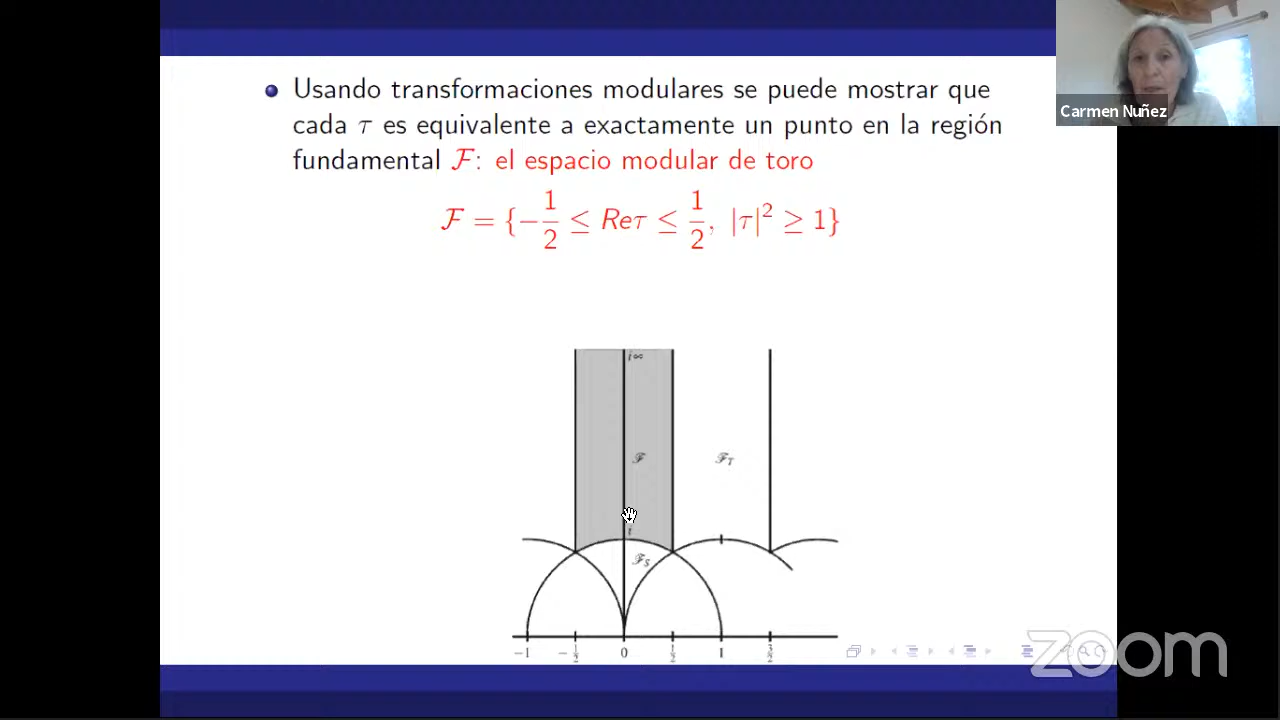 Usando transformaciones modulares se puede mostrar que
cada τ es equivalente a exactamente un punto en la región
fundamental ℱ: el espacio modular de toro
ℱ = {−1/2 ≤ Reτ ≤ 1/2, |τ|² ≥ 1}
Carmen Nuñez
i∞
ℱ
ℱ_T
i
ℱ_S
−1 −1/2 0 1/2 1 3/2
zoom